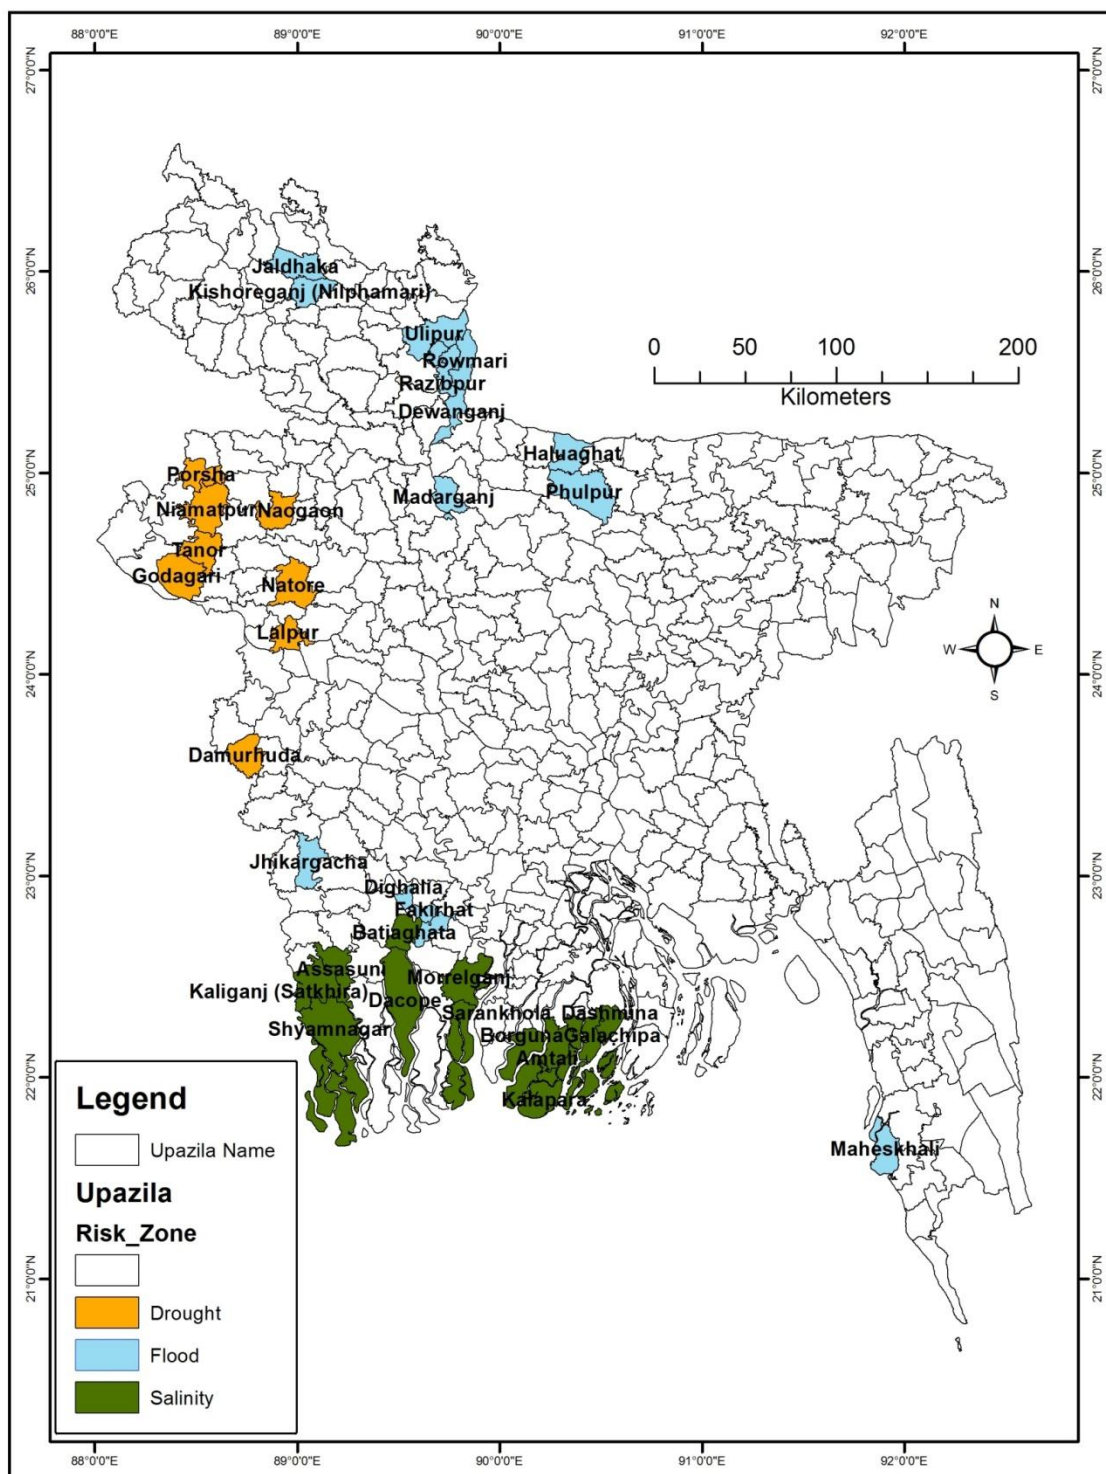 88°0'0"E 89°0'0"E 90°0'0"E 91°0'0"E 92°0'0"E
27°0'0"N 27°0'0"N
26°0'0"N 26°0'0"N
25°0'0"N 25°0'0"N
24°0'0"N 24°0'0"N
23°0'0"N 23°0'0"N
22°0'0"N 22°0'0"N
21°0'0"N 21°0'0"N
Jaldhaka
Kishoreganj (Nilphamari)
Ulipur
Rowmari
Razibpur
Dewanganj
0 50 100 200
Kilometers
Haluaghat
Phulpur
Madarganj
Porsha
Niamatpur
Naogaon
Tanor
Godagari
Natore
Lalpur
N
W E
S
Damurhuda
Jhikargacha
Dighalia
Fakirhat
Batiaghata
Assasuni
Morrelganj
Kaliganj (Satkhira)
Dacope
Shyamnagar
Sarankhola
Dashmina
Borguna
Galachipa
Amtali
Kalapara
Maheskhali
Legend
Upazila Name
Upazila
Risk_Zone
Drought
Flood
Salinity
88°0'0"E 89°0'0"E 90°0'0"E 91°0'0"E 92°0'0"E